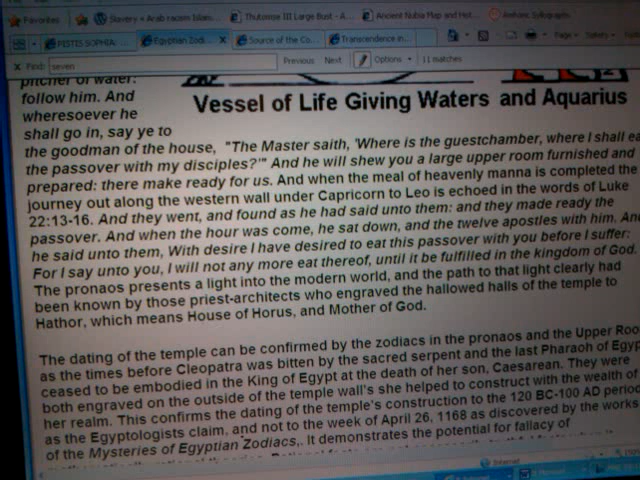 Favorites
Slavery « Arab racem Islam...
Thutomse III Large Bust - A...
Ancient Nubia Map and Hot...
Amharic Syllographs
PISTIS SOPHIA: ...
Egyptian Zodi...
Source of the Co...
Transcendence in...
Page
Safety
Find: seven
Previous
Next
Options
11 matches
pitcher of water:
follow him. And
wheresoever he
shall go in, say ye to
Vessel of Life Giving Waters and Aquarius
the goodman of the house, "The Master saith, 'Where is the guestchamber, where I shall ea
the passover with my disciples?'" And he will shew you a large upper room furnished and
prepared: there make ready for us. And when the meal of heavenly manna is completed the
journey out along the western wall under Capricorn to Leo is echoed in the words of Luke
22:13-16. And they went, and found as he had said unto them: and they made ready the
passover. And when the hour was come, he sat down, and the twelve apostles with him. An
he said unto them, With desire I have desired to eat this passover with you before I suffer:
For I say unto you, I will not any more eat thereof, until it be fulfilled in the kingdom of God.
The pronaos presents a light into the modern world, and the path to that light clearly had
been known by those priest-architects who engraved the hallowed halls of the temple to
Hathor, which means House of Horus, and Mother of God.
The dating of the temple can be confirmed by the zodiacs in the pronaos and the Upper Roo
as the times before Cleopatra was bitten by the sacred serpent and the last Pharaoh of Egyp
ceased to be embodied in the King of Egypt at the death of her son, Caesarean. They were
both engraved on the outside of the temple wall's she helped to construct with the wealth of
her realm. This confirms the dating of the temple's construction to the 120 BC-100 AD period
as the Egyptologists claim, and not to the week of April 26, 1168 as discovered by the works
of the Mysteries of Egyptian Zodiacs,. It demonstrates the potential for fallacy of
Internet